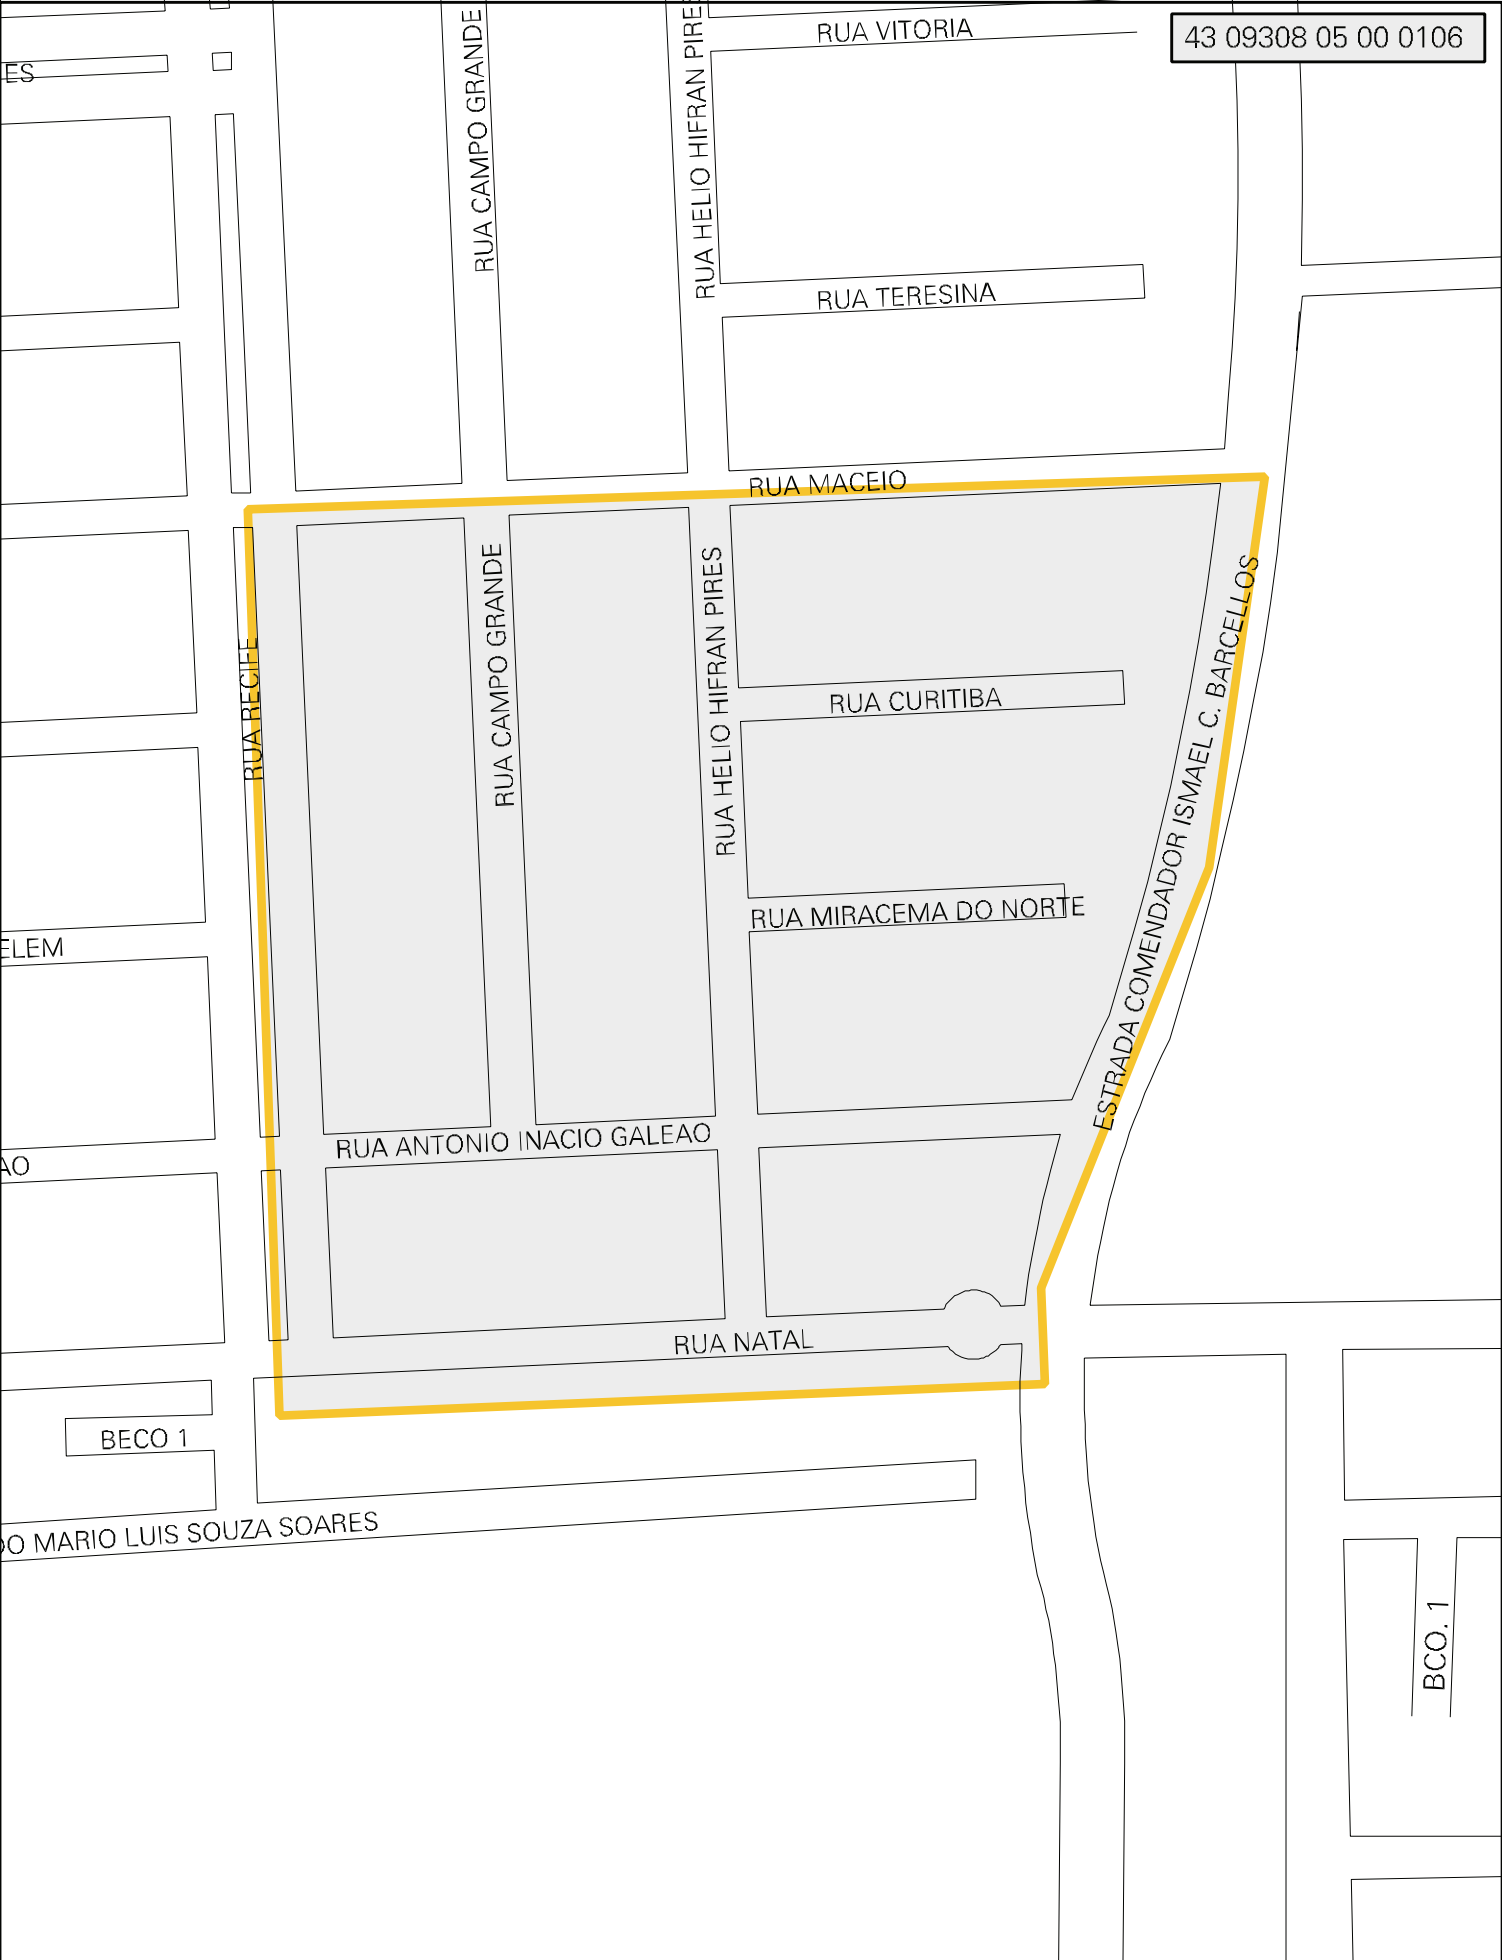 RUA VITORIA
43 09308 05 00 0106
ES
RUA CAMPO GRANDE
RUA HELIO HIFRAN PIRE
RUA TERESINA
RUA MACEIO
RUA RECIFE
RUA CAMPO GRANDE
RUA HELIO HIFRAN PIRES
RUA CURITIBA
ESTRADA COMENDADOR ISMAEL C. BARCELLOS
RUA MIRACEMA DO NORTE
ELEM
RUA ANTONIO INACIO GALEAO
AO
RUA NATAL
BECO 1
DO MARIO LUIS SOUZA SOARES
BCO. 1